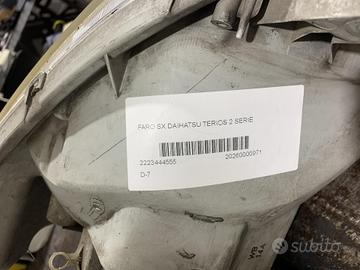 FARO SX DAIHATSU TERIOS 2 SERIE
2223444555
20260000971
D-7
subito